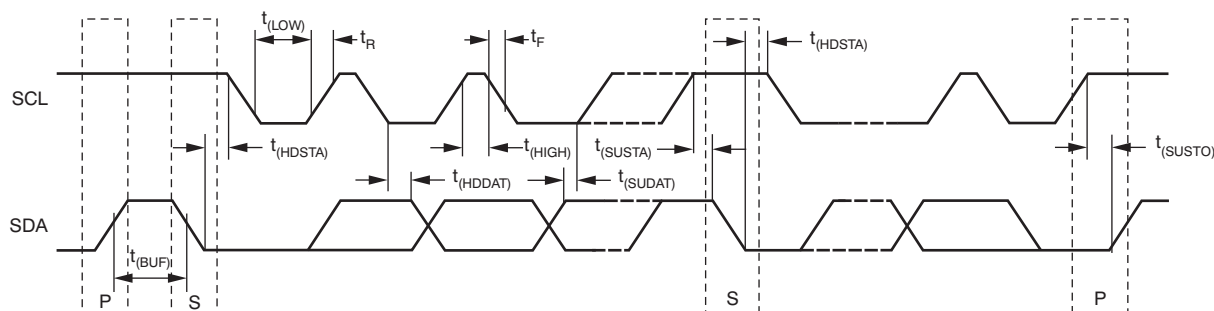 t(LOW)
tR
tF
t(HDSTA)
SCL
t(HDSTA)
t(HIGH)
t(SUSTA)
t(SUSTO)
t(HDDAT)
t(SUDAT)
SDA
t(BUF)
P
S
S
P